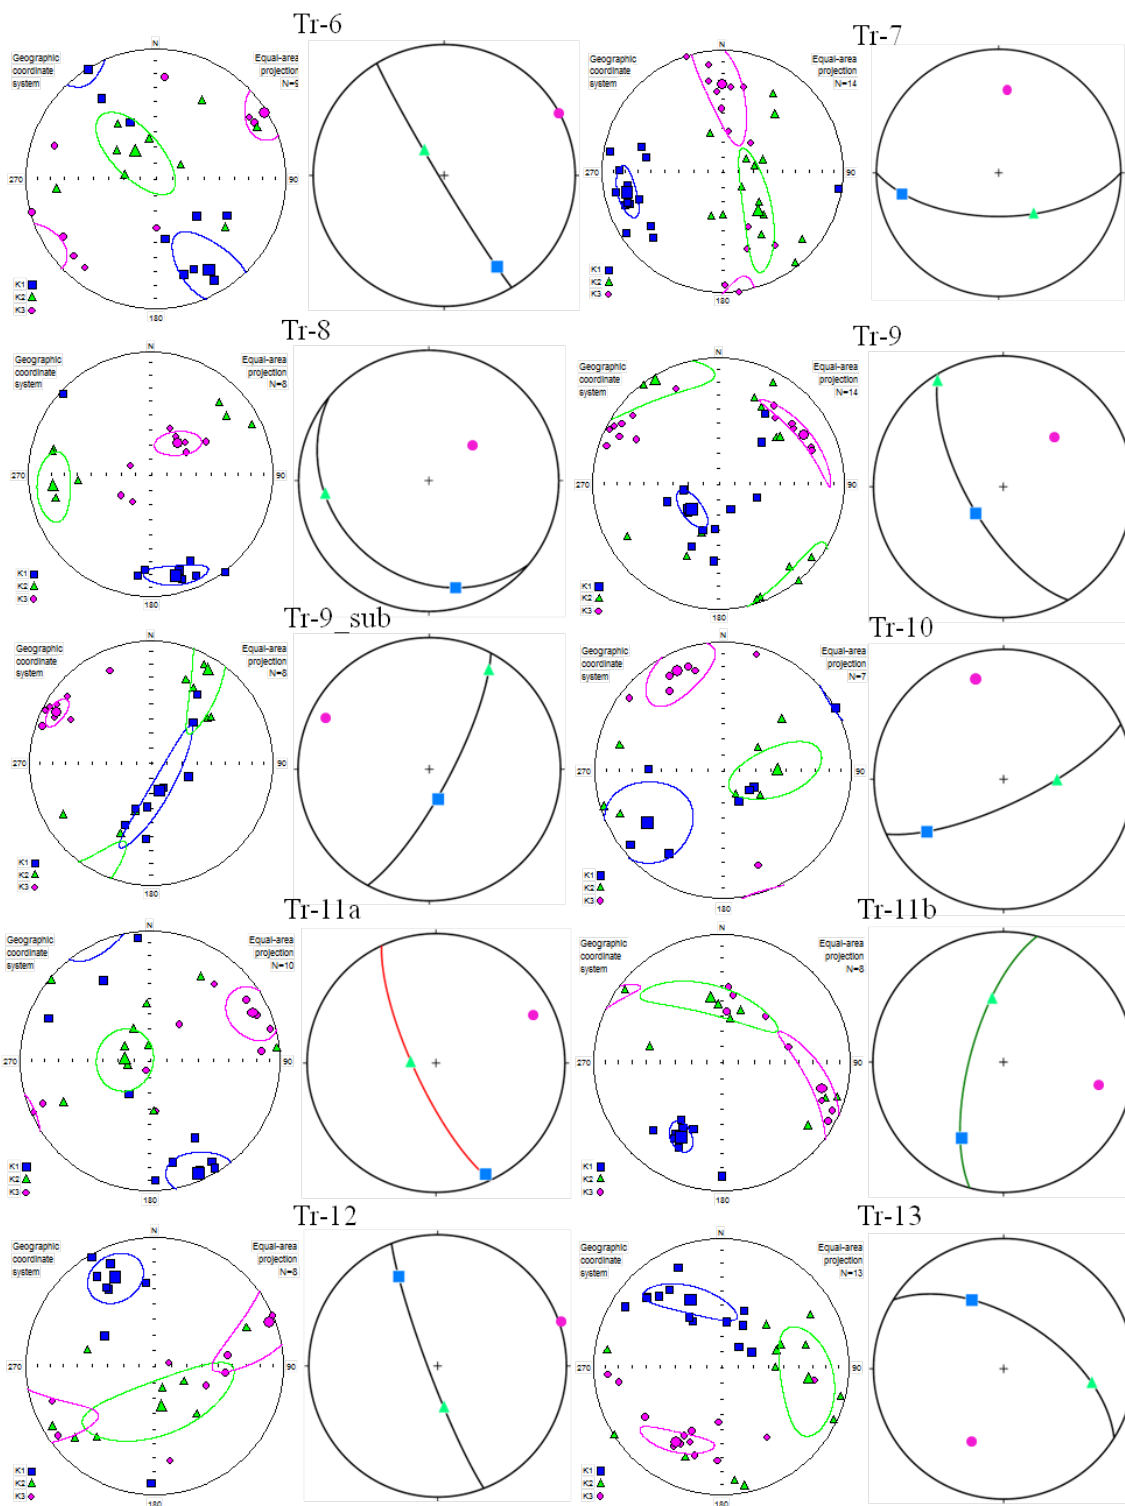 Tr-6
Geographic
coordinate
system
N
Equal-area
projection
N=9
270
90
180
K1
K2
K3
Tr-7
Geographic
coordinate
system
N
Equal-area
projection
N=14
270
90
180
K1
K2
K3
Tr-8
Geographic
coordinate
system
N
Equal-area
projection
N=8
270
90
180
K1
K2
K3
Tr-9
Geographic
coordinate
system
N
Equal-area
projection
N=14
270
90
180
K1
K2
K3
Tr-9_sub
Geographic
coordinate
system
N
Equal-area
projection
N=8
270
90
180
K1
K2
K3
Tr-10
Geographic
coordinate
system
N
Equal-area
projection
N=7
270
90
180
K1
K2
K3
Tr-11a
Geographic
coordinate
system
N
Equal-area
projection
N=10
270
90
180
K1
K2
K3
Tr-11b
Geographic
coordinate
system
N
Equal-area
projection
N=8
270
90
180
K1
K2
K3
Tr-12
Geographic
coordinate
system
N
Equal-area
projection
N=8
270
90
180
K1
K2
K3
Tr-13
Geographic
coordinate
system
N
Equal-area
projection
N=13
270
90
180
K1
K2
K3